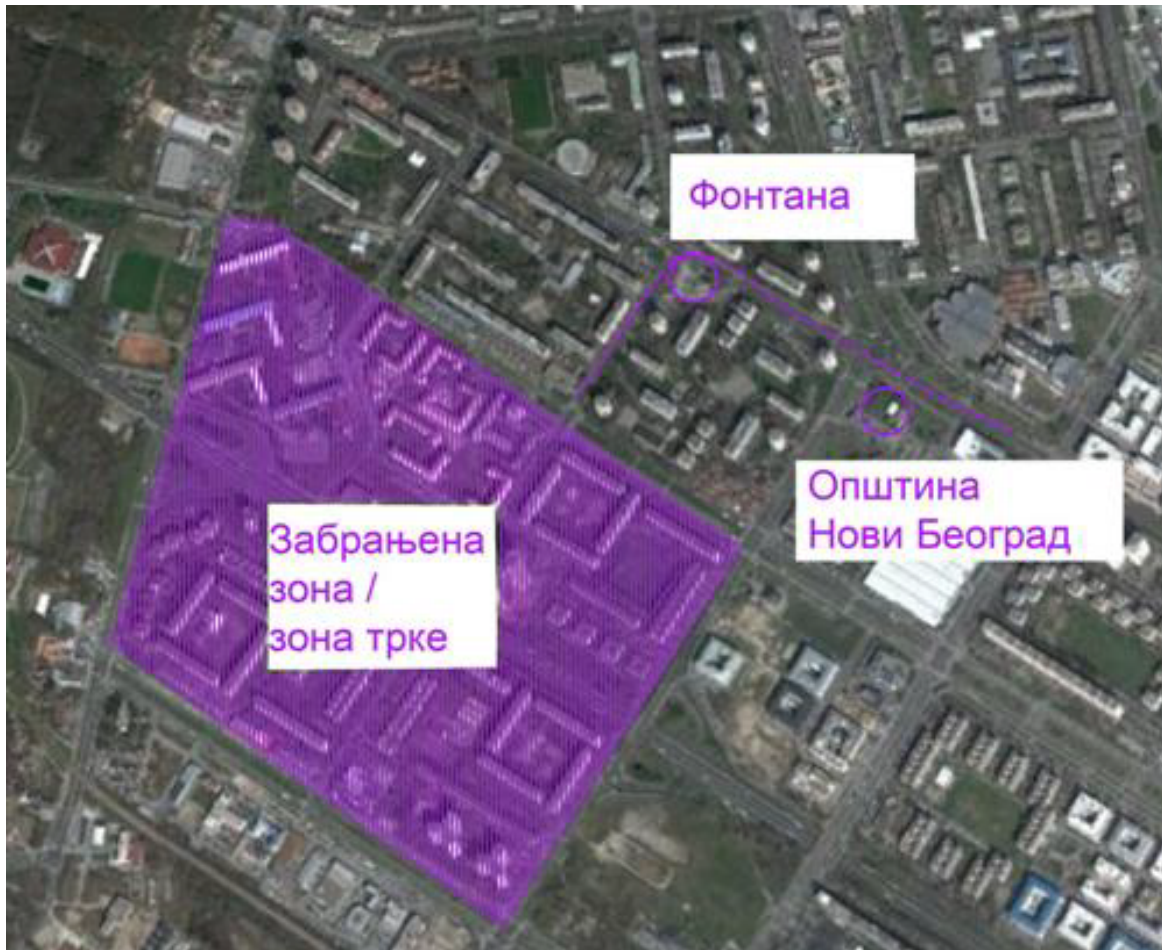 Фонтана
Општина
Нови Београд
Забрањена
зона /
зона трке